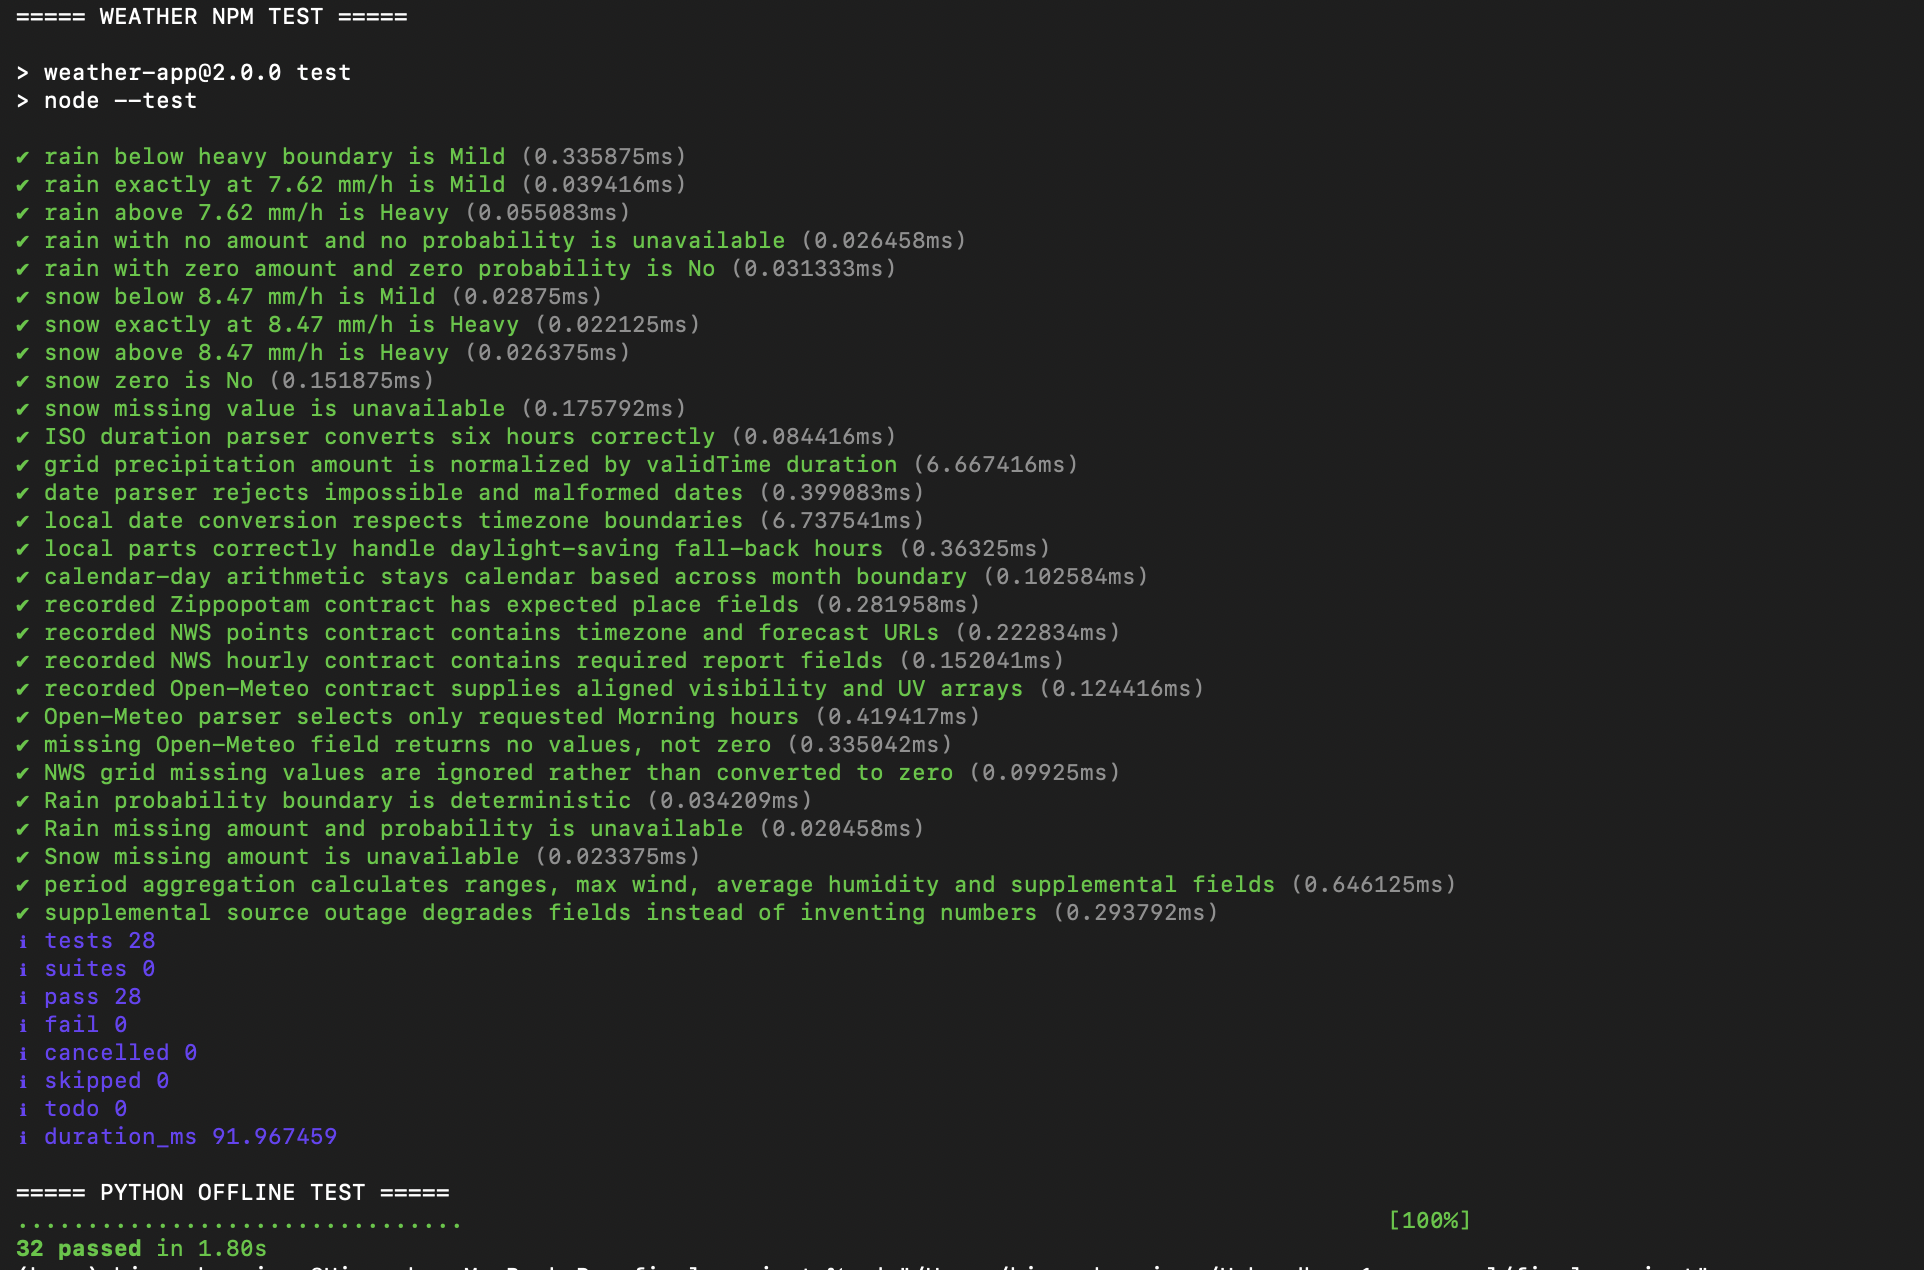 ===== WEATHER NPM TEST =====
> weather-app@2.0.0 test
> node --test
✔ rain below heavy boundary is Mild (0.335875ms)
✔ rain exactly at 7.62 mm/h is Mild (0.039416ms)
✔ rain above 7.62 mm/h is Heavy (0.055083ms)
✔ rain with no amount and no probability is unavailable (0.026458ms)
✔ rain with zero amount and zero probability is No (0.031333ms)
✔ snow below 8.47 mm/h is Mild (0.02875ms)
✔ snow exactly at 8.47 mm/h is Heavy (0.022125ms)
✔ snow above 8.47 mm/h is Heavy (0.026375ms)
✔ snow zero is No (0.151875ms)
✔ snow missing value is unavailable (0.175792ms)
✔ ISO duration parser converts six hours correctly (0.084416ms)
✔ grid precipitation amount is normalized by validTime duration (6.667416ms)
✔ date parser rejects impossible and malformed dates (0.399083ms)
✔ local date conversion respects timezone boundaries (6.737541ms)
✔ local parts correctly handle daylight-saving fall-back hours (0.36325ms)
✔ calendar-day arithmetic stays calendar based across month boundary (0.102584ms)
✔ recorded Zippopotam contract has expected place fields (0.281958ms)
✔ recorded NWS points contract contains timezone and forecast URLs (0.222834ms)
✔ recorded NWS hourly contract contains required report fields (0.152041ms)
✔ recorded Open-Meteo contract supplies aligned visibility and UV arrays (0.124416ms)
✔ Open-Meteo parser selects only requested Morning hours (0.419417ms)
✔ missing Open-Meteo field returns no values, not zero (0.335042ms)
✔ NWS grid missing values are ignored rather than converted to zero (0.09925ms)
✔ Rain probability boundary is deterministic (0.034209ms)
✔ Rain missing amount and probability is unavailable (0.020458ms)
✔ Snow missing amount is unavailable (0.023375ms)
✔ period aggregation calculates ranges, max wind, average humidity and supplemental fields (0.646125ms)
✔ supplemental source outage degrades fields instead of inventing numbers (0.293792ms)
ℹ tests 28
ℹ suites 0
ℹ pass 28
ℹ fail 0
ℹ cancelled 0
ℹ skipped 0
ℹ todo 0
ℹ duration_ms 91.967459
===== PYTHON OFFLINE TEST =====
................................ [100%]
32 passed in 1.80s